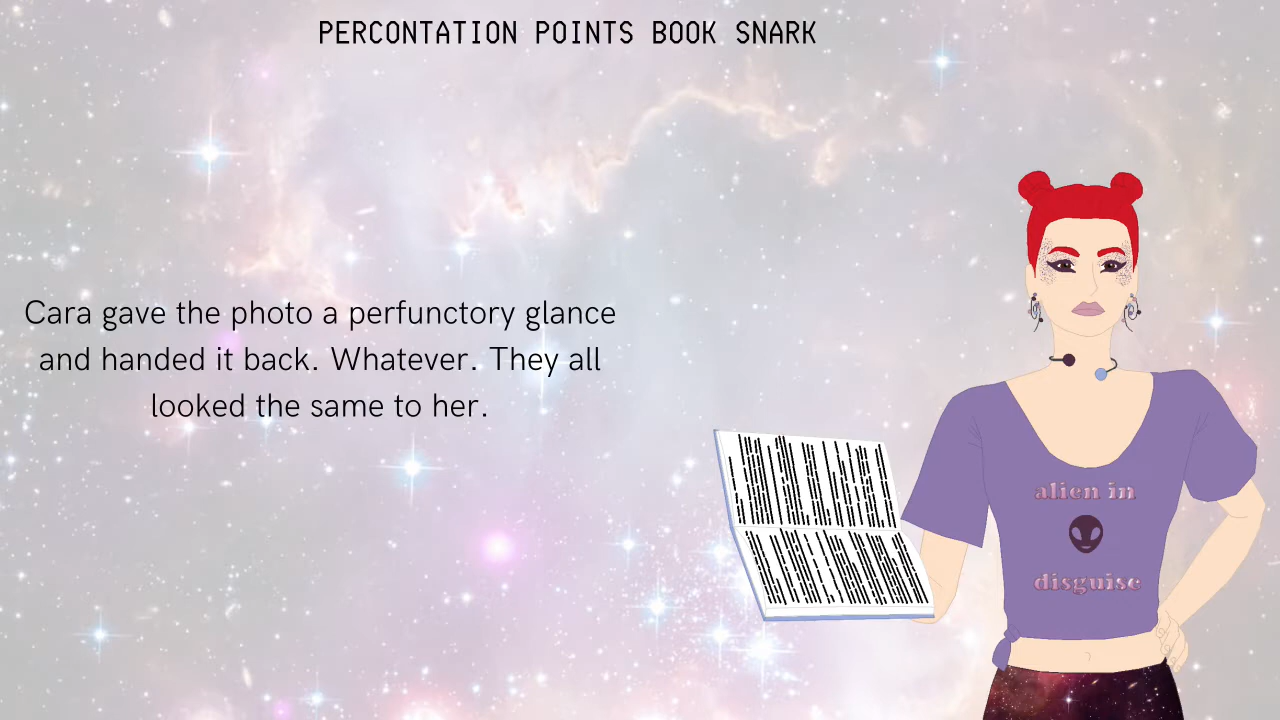 PERCONTATION POINTS BOOK SNARK
Cara gave the photo a perfunctory glance
and handed it back. Whatever. They all
looked the same to her.
alien in
disguise